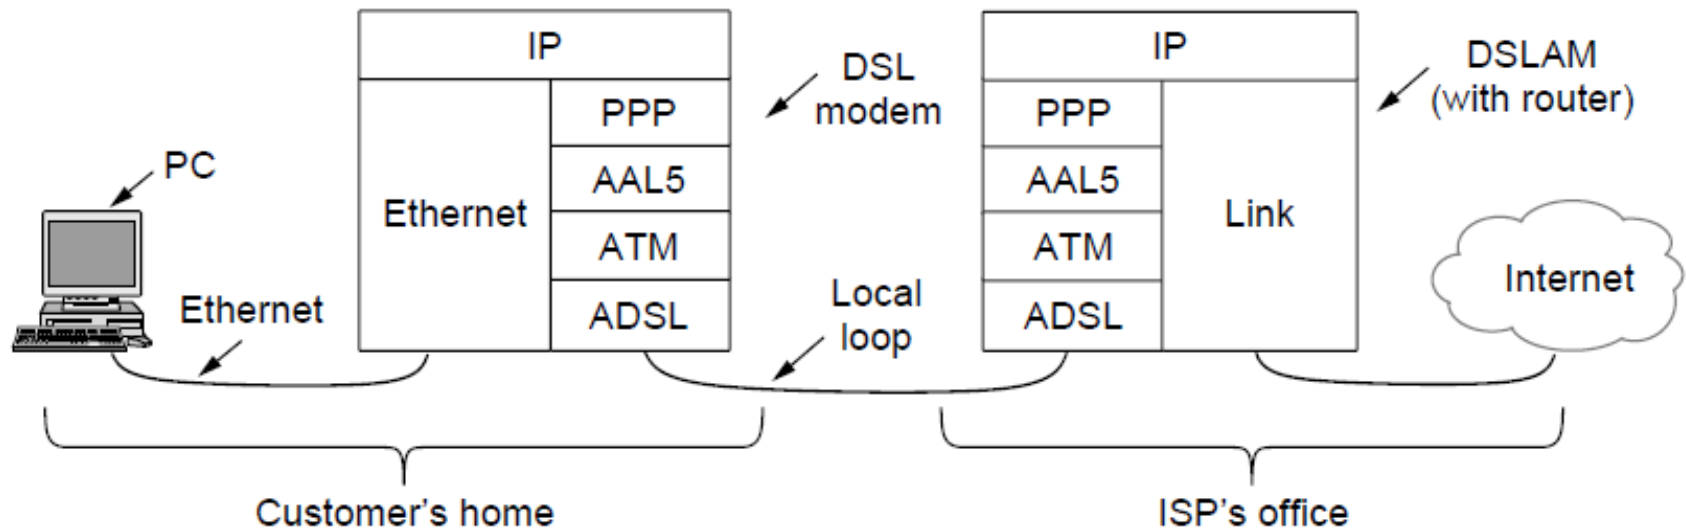 PC
Ethernet
IP
Ethernet
PPP
AAL5
ATM
ADSL
DSL
modem
Local
loop
IP
PPP
AAL5
ATM
ADSL
Link
DSLAM
(with router)
Internet
Customer’s home
ISP’s office